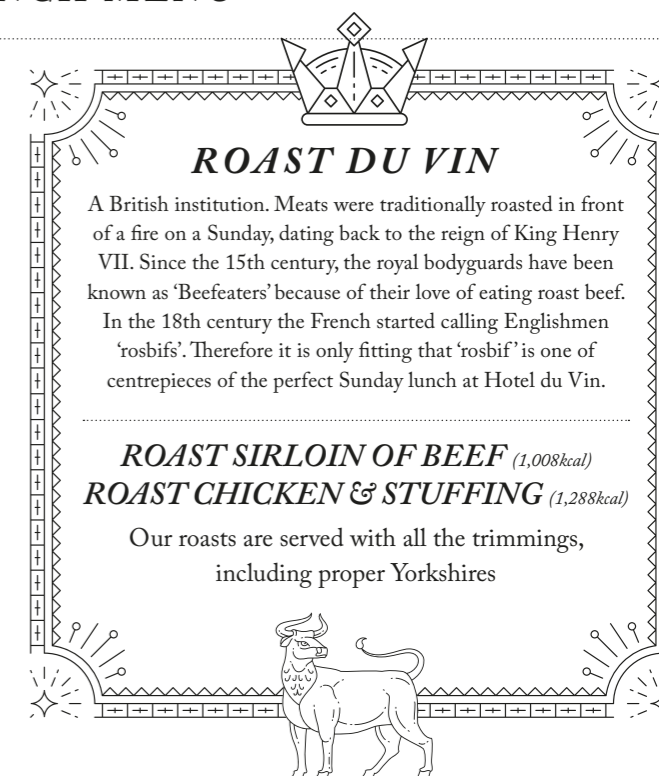 ROAST DU VIN
A British institution. Meats were traditionally roasted in front
of a fire on a Sunday, dating back to the reign of King Henry
VII. Since the 15th century, the royal bodyguards have been
known as ‘Beefeaters’ because of their love of eating roast beef.
In the 18th century the French started calling Englishmen
‘rosbifs’. Therefore it is only fitting that ‘rosbif’ is one of
centrepieces of the perfect Sunday lunch at Hotel du Vin.
ROAST SIRLOIN OF BEEF (1,008kcal)
ROAST CHICKEN & STUFFING (1,288kcal)
Our roasts are served with all the trimmings,
including proper Yorkshires